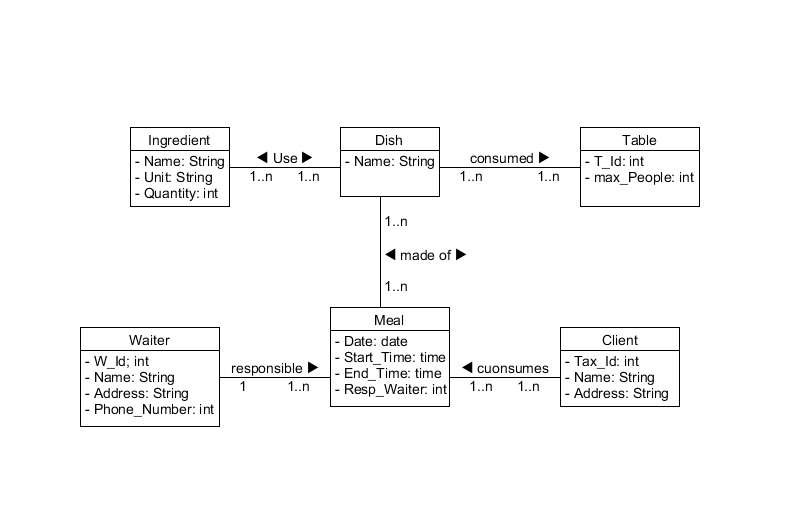 Ingredient
- Name: String
- Unit: String
- Quantity: int
◀ Use ▶
1..n 1..n
Dish
- Name: String
consumed ▶
1..n 1..n
Table
- T_Id: int
- max_People: int
1..n
◀ made of ▶
1..n
Waiter
- W_Id; int
- Name: String
- Address: String
- Phone_Number: int
responsible ▶
1 1..n
Meal
- Date: date
- Start_Time: time
- End_Time: time
- Resp_Waiter: int
◀ cuonsumes
1..n 1..n
Client
- Tax_Id: int
- Name: String
- Address: String